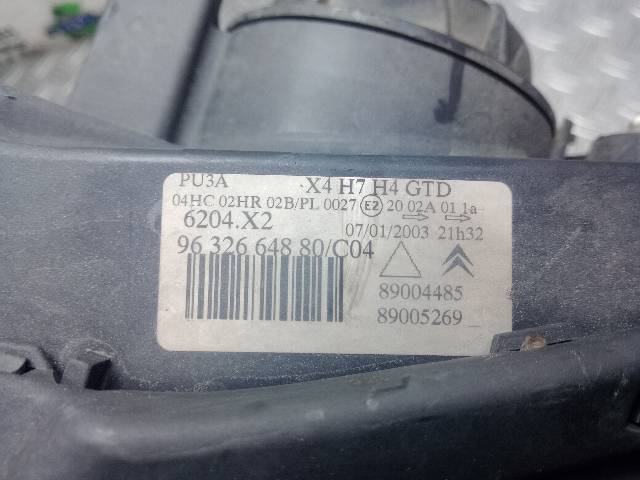 PU3A X4 H7 H4 GTD
04HC 02HR 02B/PL 0027 E2 20 02A 01 1a
6204.X2 07/01/2003 21h32
96 326 648 80/C04
89004485
89005269